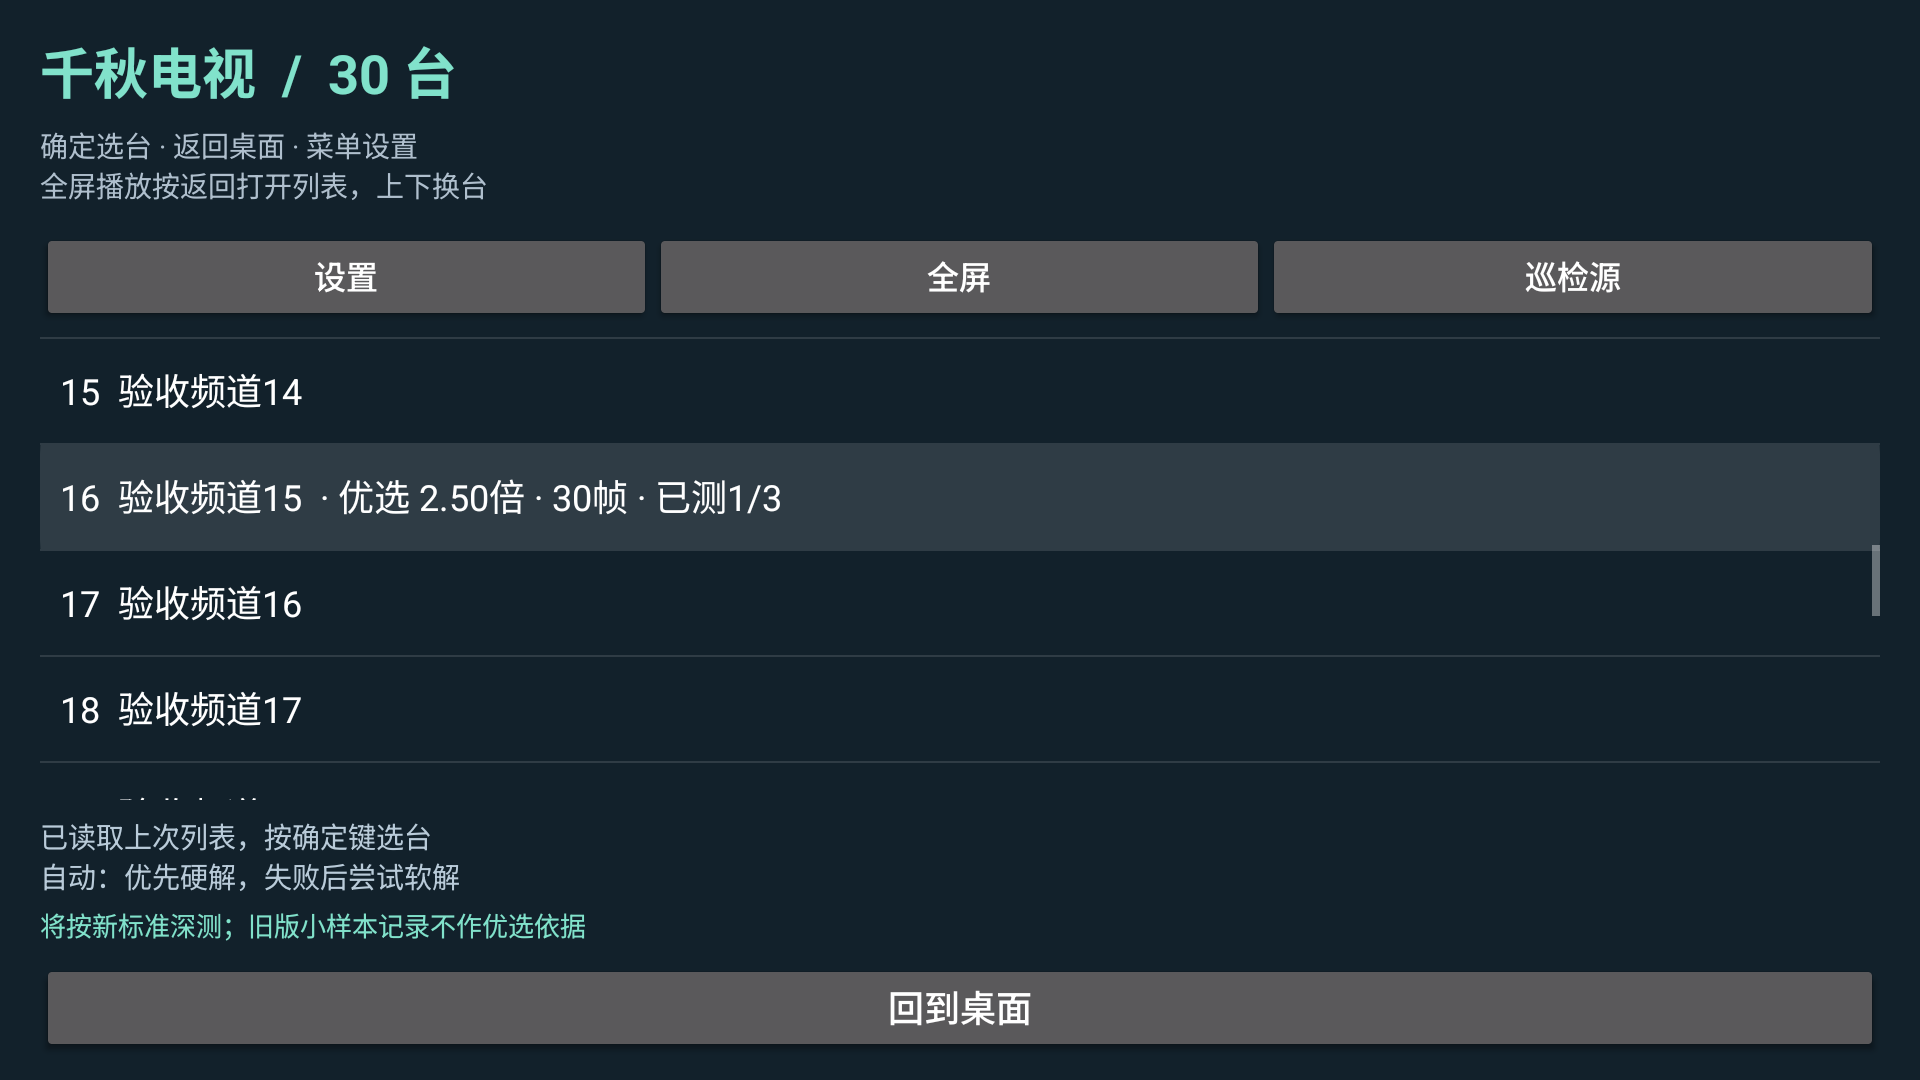 千秋电视 / 30 台
确定选台 · 返回桌面 · 菜单设置
全屏播放按返回打开列表，上下换台
设置
全屏
巡检源
15 验收频道14
16 验收频道15 · 优选 2.50倍 · 30帧 · 已测1/3
17 验收频道16
18 验收频道17
已读取上次列表，按确定键选台
自动：优先硬解，失败后尝试软解
将按新标准深测；旧版小样本记录不作优选依据
回到桌面